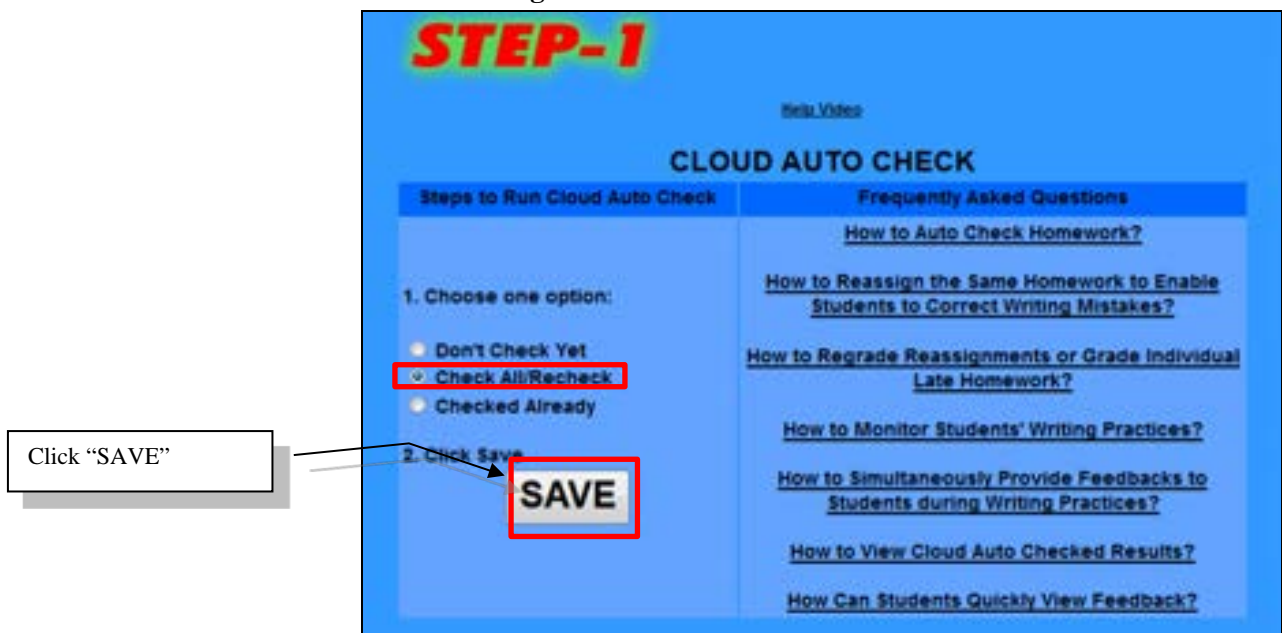 STEP-1
Help Video
CLOUD AUTO CHECK
Steps to Run Cloud Auto Check
Frequently Asked Questions
1. Choose one option:
Don't Check Yet
Check All/Recheck
Checked Already
2. Click Save
SAVE
Click “SAVE”
How to Auto Check Homework?
How to Reassign the Same Homework to Enable
Students to Correct Writing Mistakes?
How to Regrade Reassignments or Grade Individual
Late Homework?
How to Monitor Students' Writing Practices?
How to Simultaneously Provide Feedbacks to
Students during Writing Practices?
How to View Cloud Auto Checked Results?
How Can Students Quickly View Feedback?